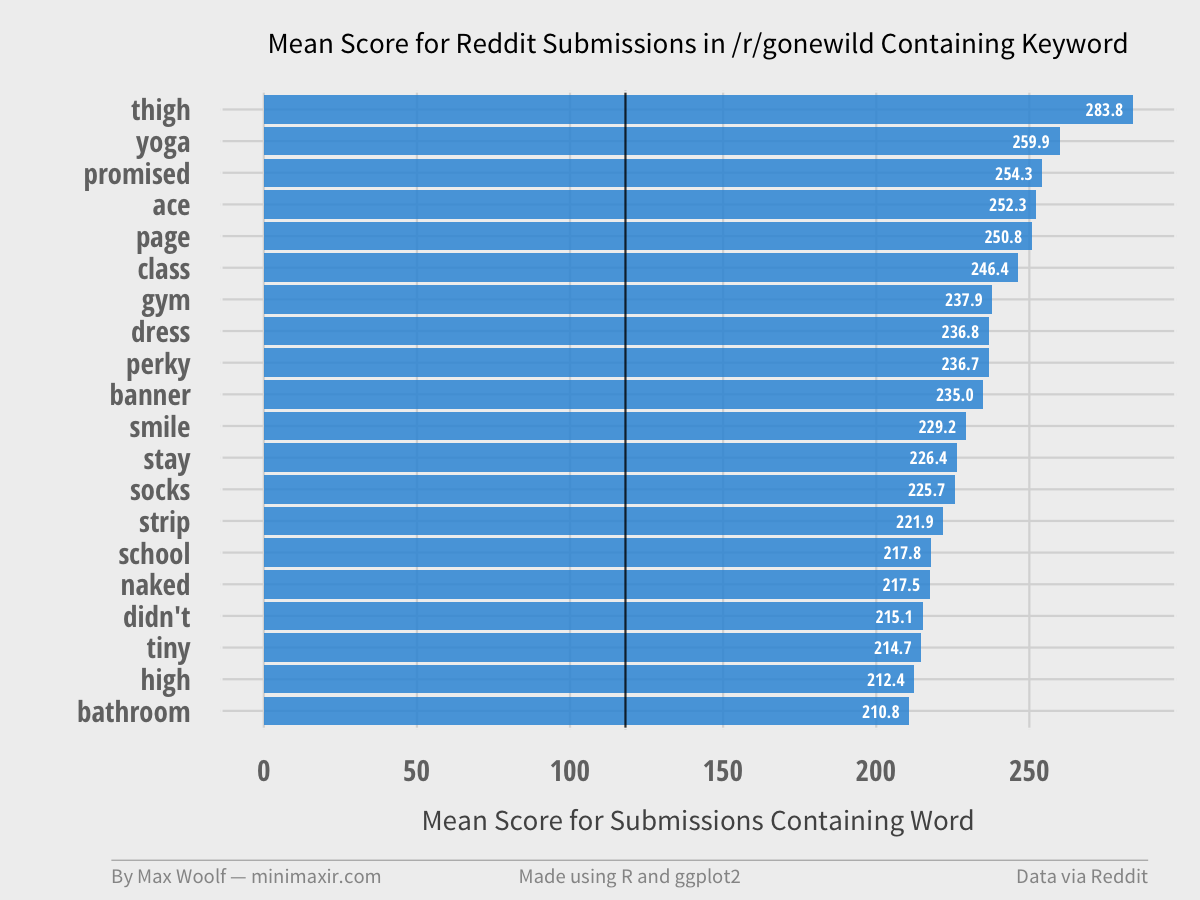 Mean Score for Reddit Submissions in /r/gonewild Containing Keyword
thigh 283.8
yoga 259.9
promised 254.3
ace 252.3
page 250.8
class 246.4
gym 237.9
dress 236.8
perky 236.7
banner 235.0
smile 229.2
stay 226.4
socks 225.7
strip 221.9
school 217.8
naked 217.5
didn't 215.1
tiny 214.7
high 212.4
bathroom 210.8
0 50 100 150 200 250
Mean Score for Submissions Containing Word
By Max Woolf — minimaxir.com Made using R and ggplot2 Data via Reddit